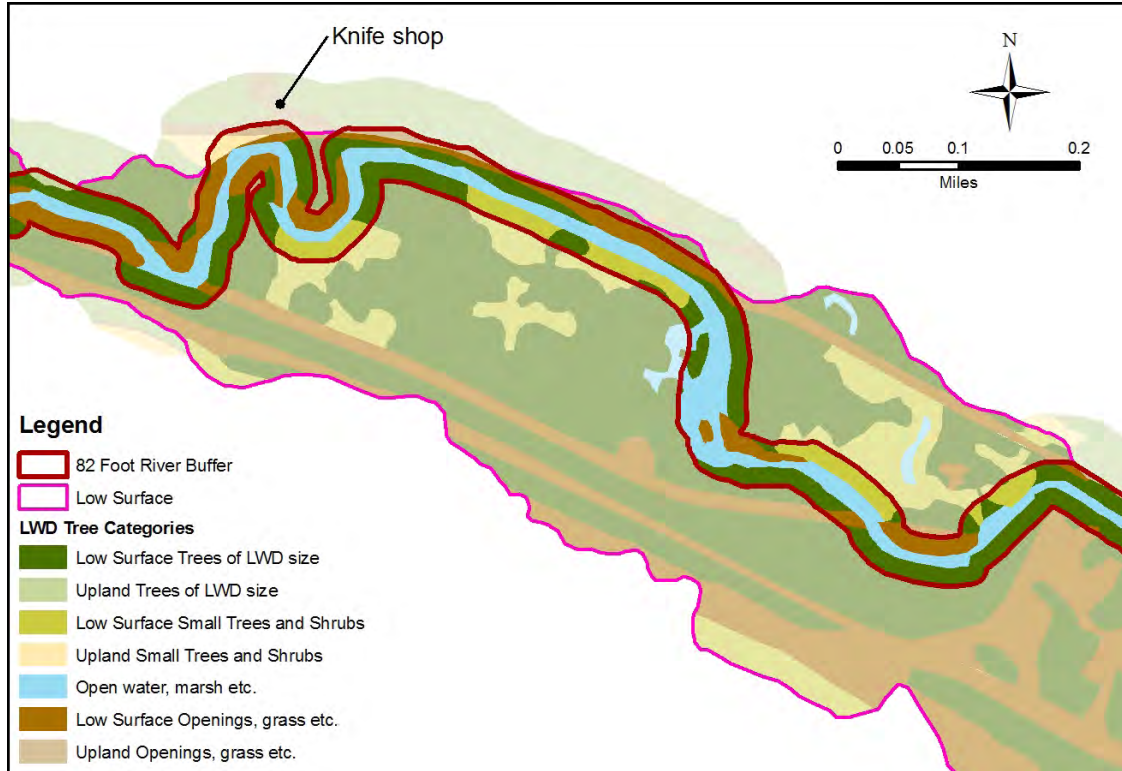 Knife shop
N
0 0.05 0.1 0.2
Miles
Legend
82 Foot River Buffer
Low Surface
LWD Tree Categories
Low Surface Trees of LWD size
Upland Trees of LWD size
Low Surface Small Trees and Shrubs
Upland Small Trees and Shrubs
Open water, marsh etc.
Low Surface Openings, grass etc.
Upland Openings, grass etc.